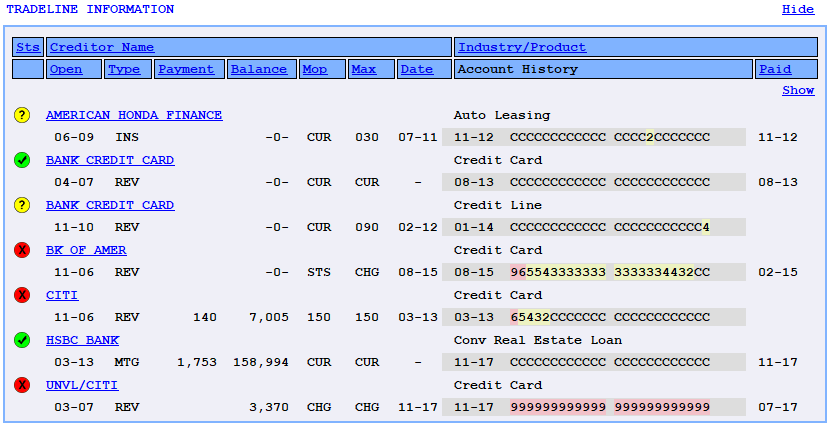 TRADELINE INFORMATION Hide
Sts Creditor Name Industry/Product
Open Type Payment Balance Mop Max Date Account History Paid
Show
? AMERICAN HONDA FINANCE Auto Leasing
06-09 INS -0- CUR 030 07-11 11-12 CCCCCCCCCCCC CCCC2CCCCCCC 11-12
BANK CREDIT CARD Credit Card
04-07 REV -0- CUR CUR - 08-13 CCCCCCCCCCCC CCCCCCCCCCCC 08-13
? BANK CREDIT CARD Credit Line
11-10 REV -0- CUR 090 02-12 01-14 CCCCCCCCCCCC CCCCCCCCCCC4
X BK OF AMER Credit Card
11-06 REV -0- STS CHG 08-15 08-15 965543333333 3333334432CC 02-15
X CITI Credit Card
11-06 REV 140 7,005 150 150 03-13 03-13 65432CCCCCCC CCCCCCCCCCCC
HSBC BANK Conv Real Estate Loan
03-13 MTG 1,753 158,994 CUR CUR - 11-17 CCCCCCCCCCCC CCCCCCCCCCCC 11-17
X UNVL/CITI Credit Card
03-07 REV 3,370 CHG CHG 11-17 11-17 999999999999 999999999999 07-17